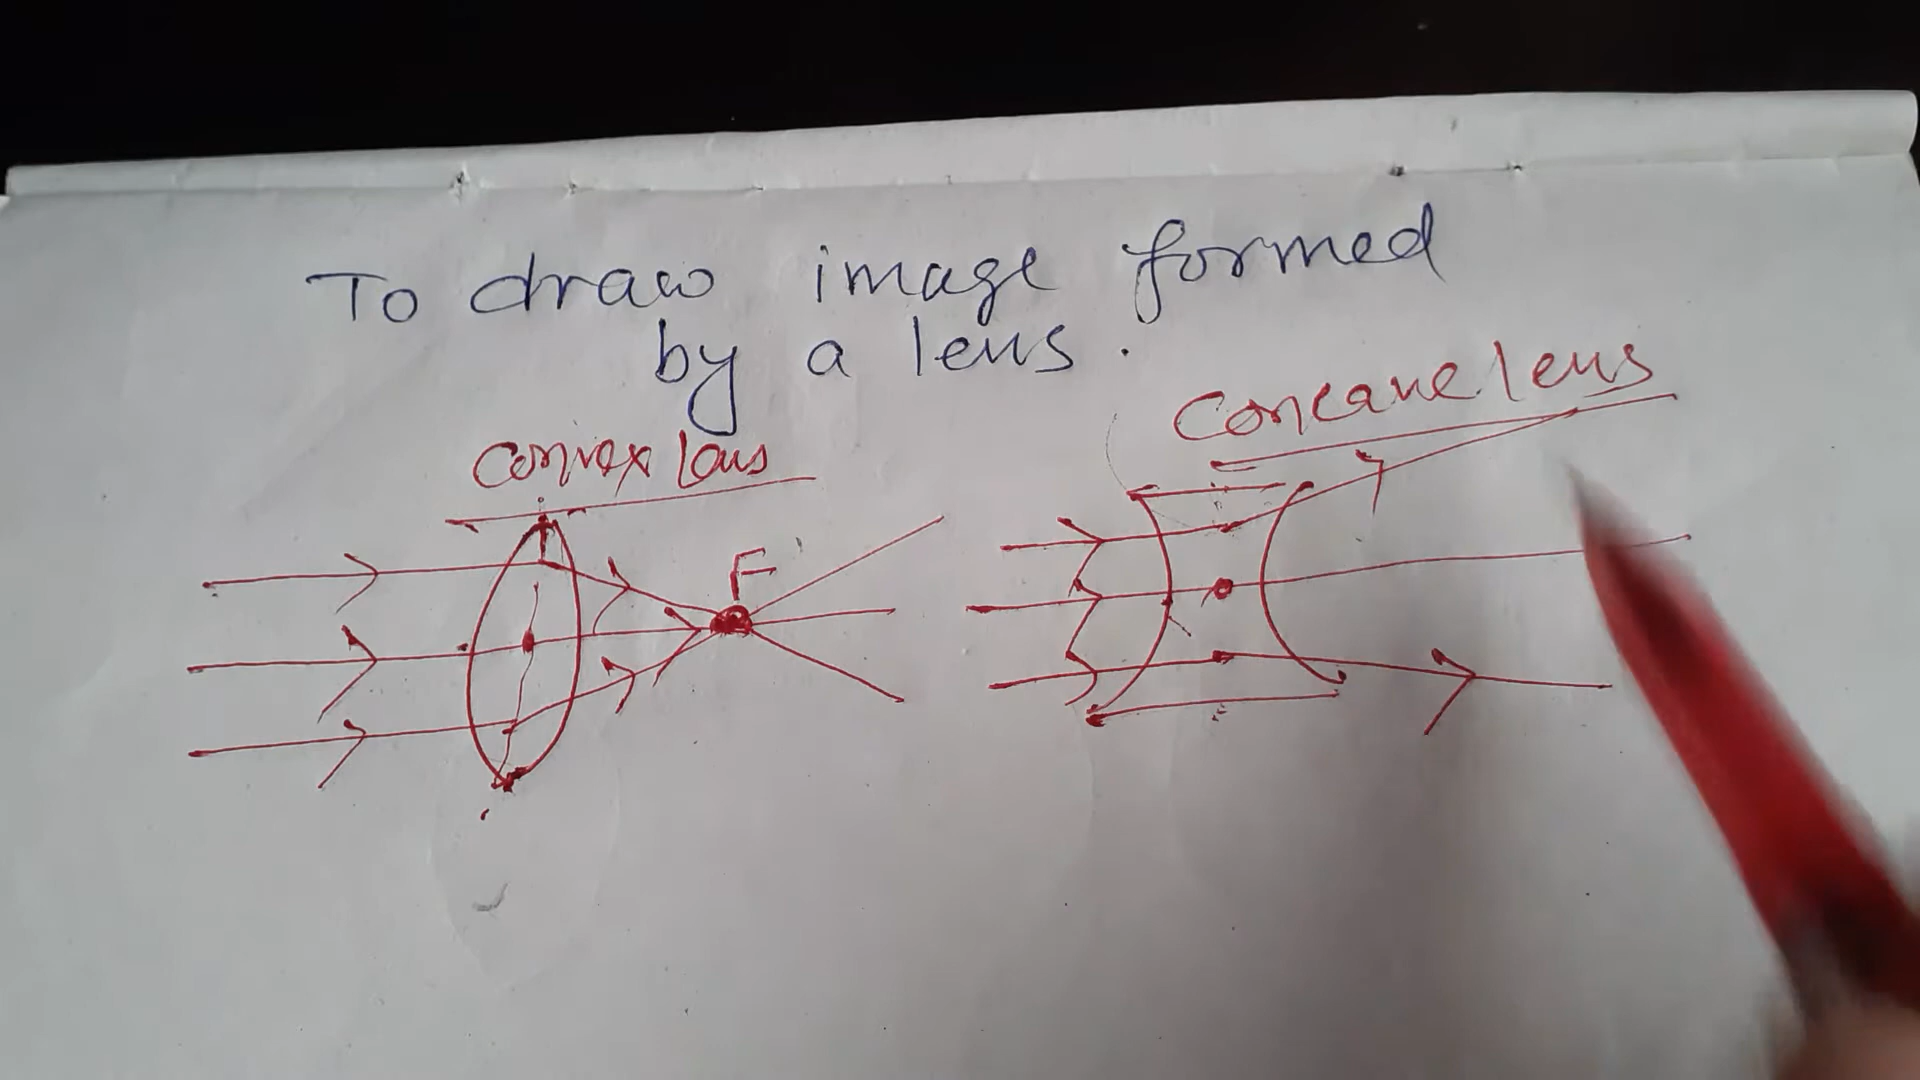 To draw image formed
by a lens.
Convex lens
Concave lens
F